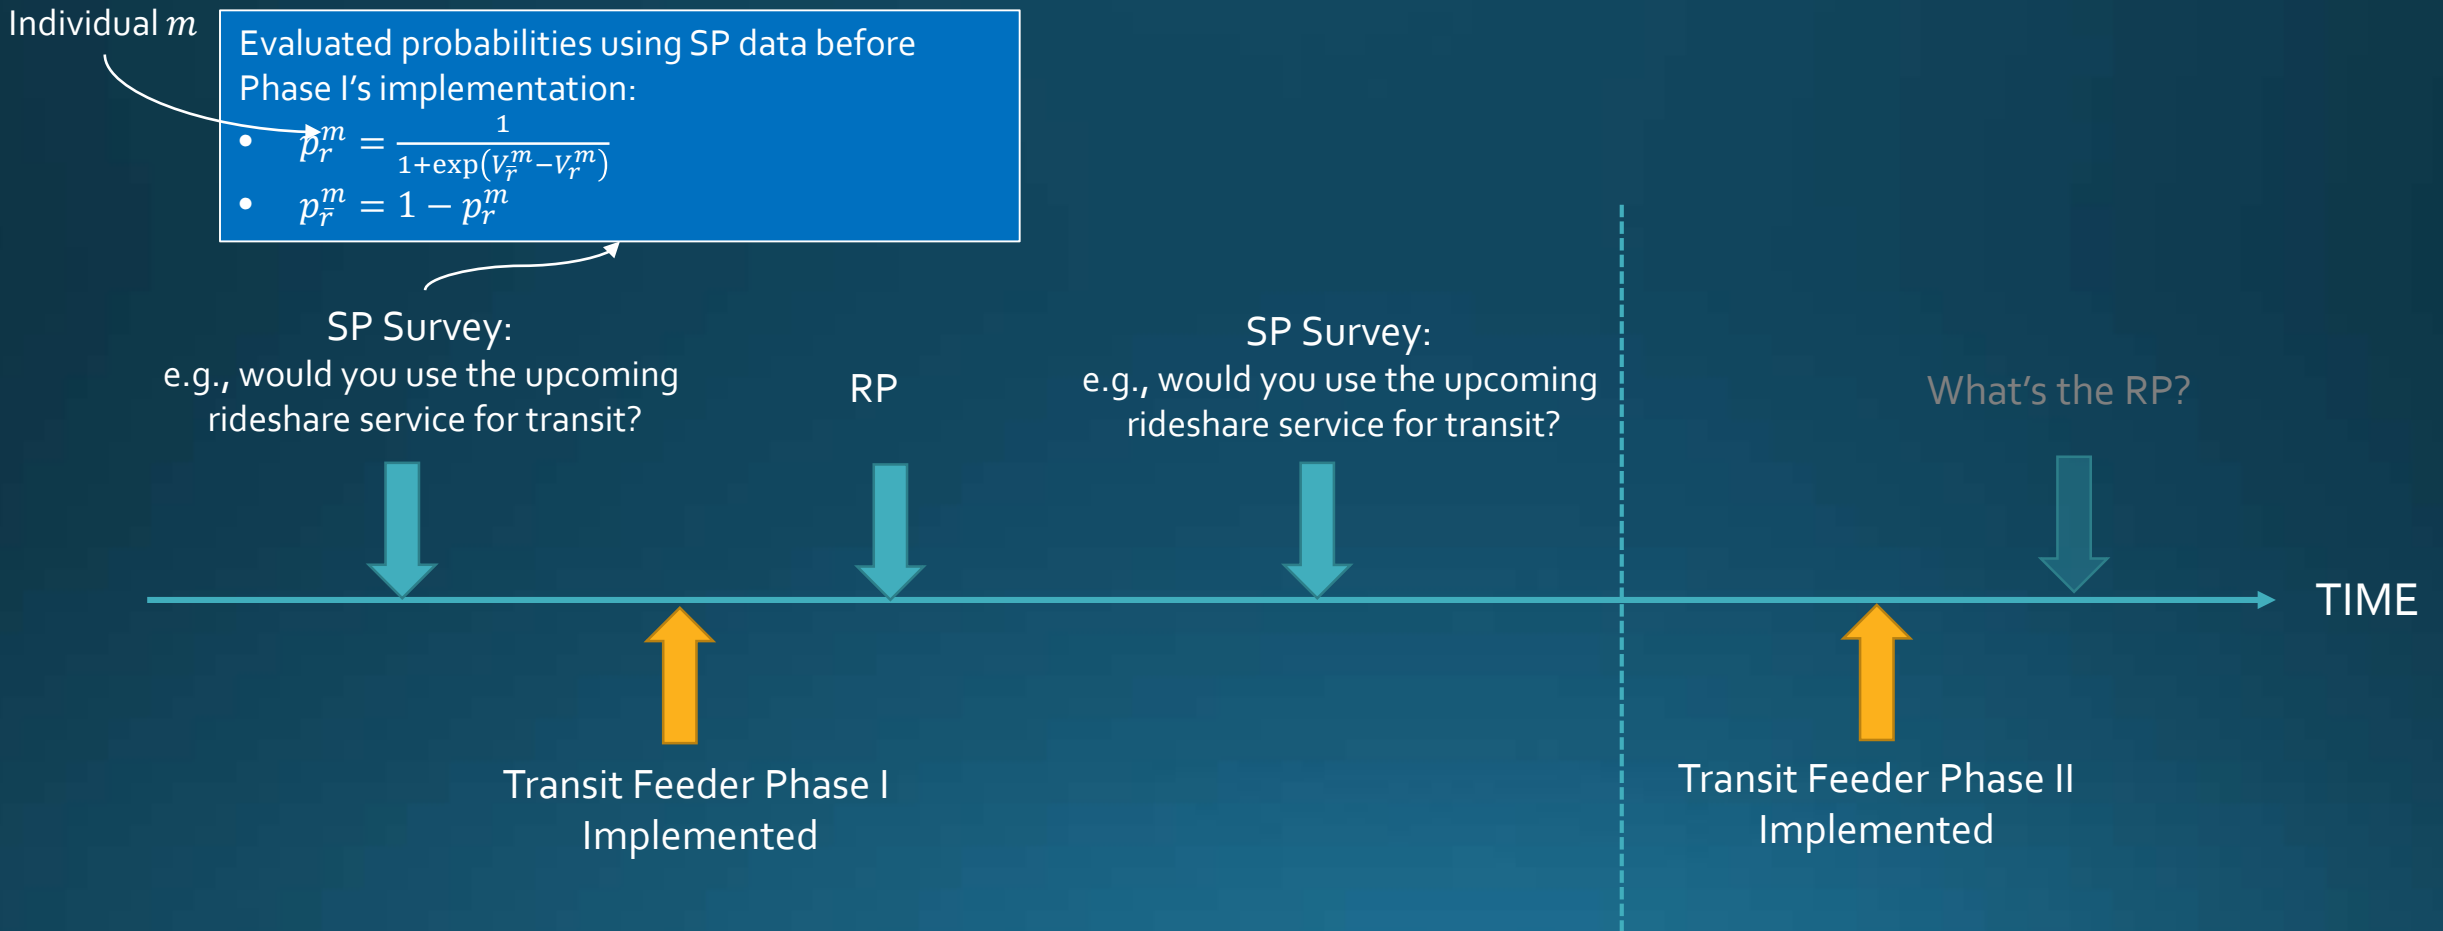 Individual m
Evaluated probabilities using SP data before
Phase I's implementation:
• p_r^m = 1 / (1+exp(V_r̄^m−V_r^m))
• p_r̄^m = 1 − p_r^m
SP Survey:
e.g., would you use the upcoming
rideshare service for transit?
RP
SP Survey:
e.g., would you use the upcoming
rideshare service for transit?
What's the RP?
TIME
Transit Feeder Phase I
Implemented
Transit Feeder Phase II
Implemented